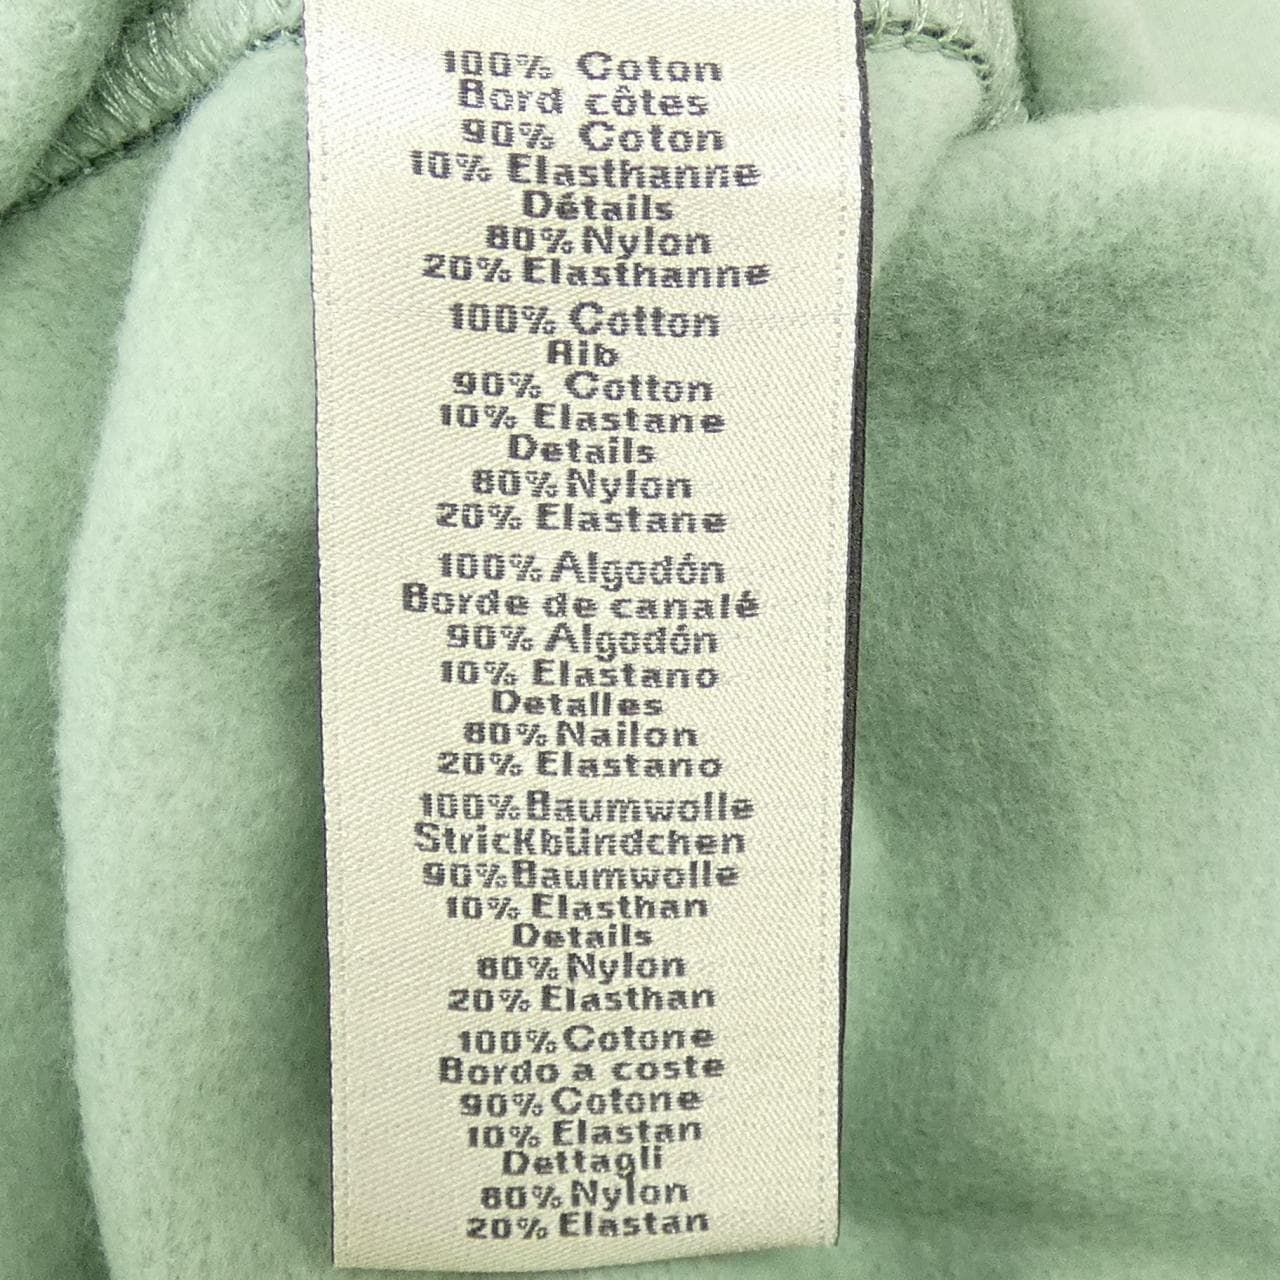 100% Coton
Bord côtes
90% Coton
10% Elasthanne
Détails
80% Nylon
20% Elasthanne
100% Cotton
Rib
90% Cotton
10% Elastane
Details
80% Nylon
20% Elastane
100% Algodón
Borde de canalé
90% Algodón
10% Elastano
Detalles
80% Nailon
20% Elastano
100% Baumwolle
Strickbündchen
90% Baumwolle
10% Elasthan
Details
80% Nylon
20% Elasthan
100% Cotone
Bordo a coste
90% Cotone
10% Elastan
Dettagli
80% Nylon
20% Elastan